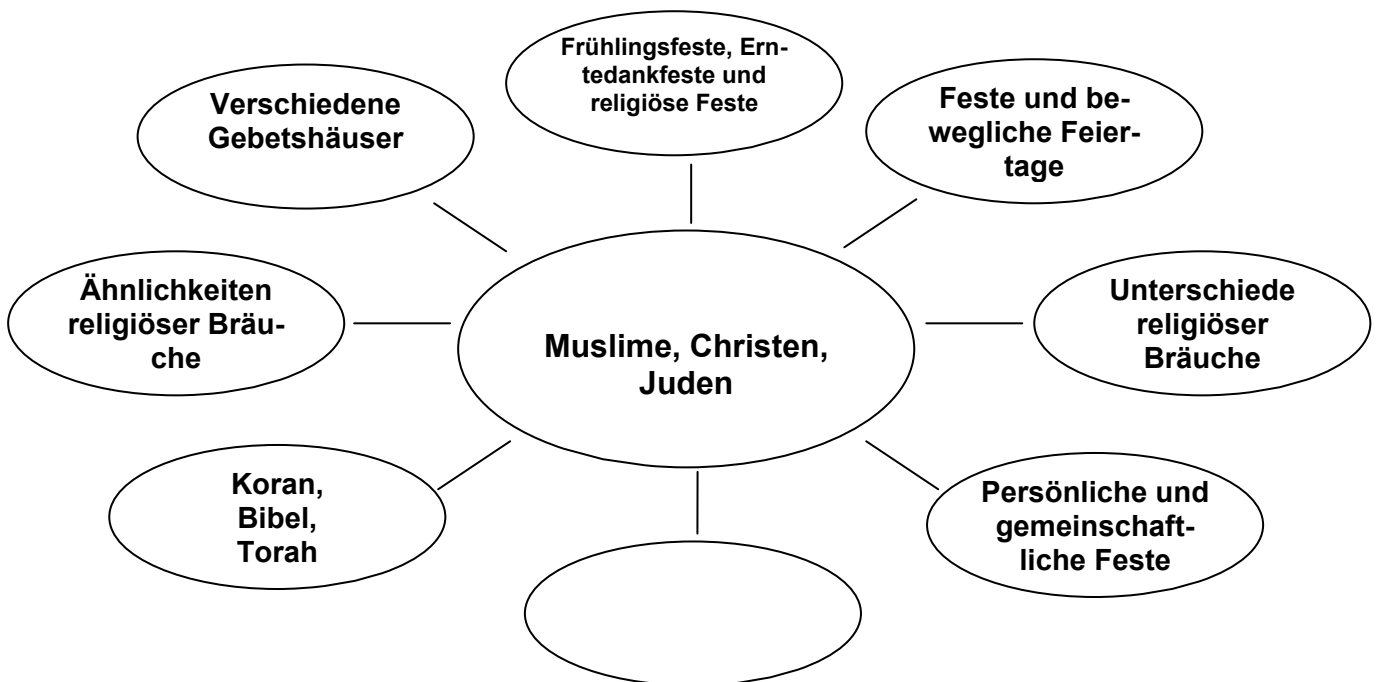 Frühlingsfeste, Ern-
tedankfeste und
religiöse Feste
Verschiedene
Gebetshäuser
Feste und be-
wegliche Feier-
tage
Ähnlichkeiten
religiöser Bräu-
che
Muslime, Christen,
Juden
Unterschiede
religiöser
Bräuche
Koran,
Bibel,
Torah
Persönliche und
gemeinschaft-
liche Feste